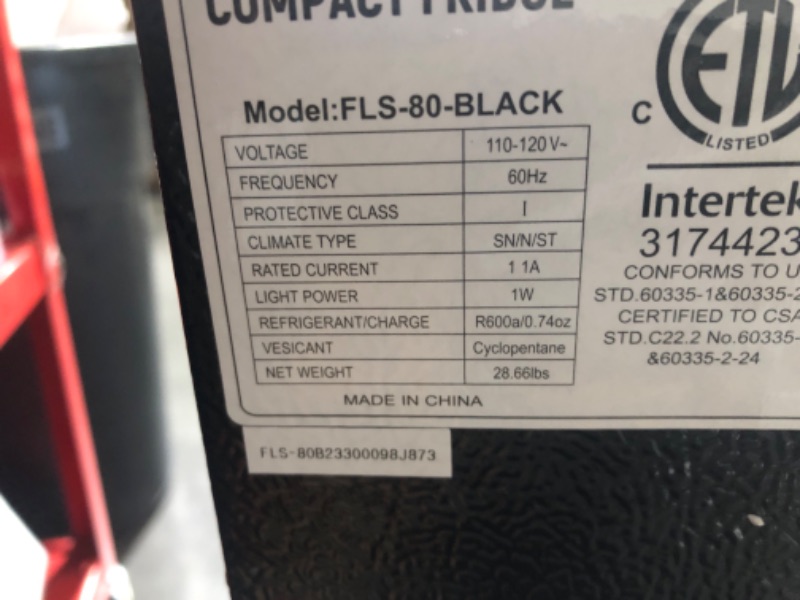 COMPACT FRIDGE
Model:FLS-80-BLACK
VOLTAGE 110-120V~
FREQUENCY 60Hz
PROTECTIVE CLASS I
CLIMATE TYPE SN/N/ST
RATED CURRENT 1 1A
LIGHT POWER 1W
REFRIGERANT/CHARGE R600a/0.74oz
VESICANT Cyclopentane
NET WEIGHT 28.66lbs
MADE IN CHINA
C ETL
LISTED
Intertek
3174423
CONFORMS TO U
STD.60335-1&60335-2
CERTIFIED TO CSA
STD.C22.2 No.60335-
&60335-2-24
FLS-80B23300098J873